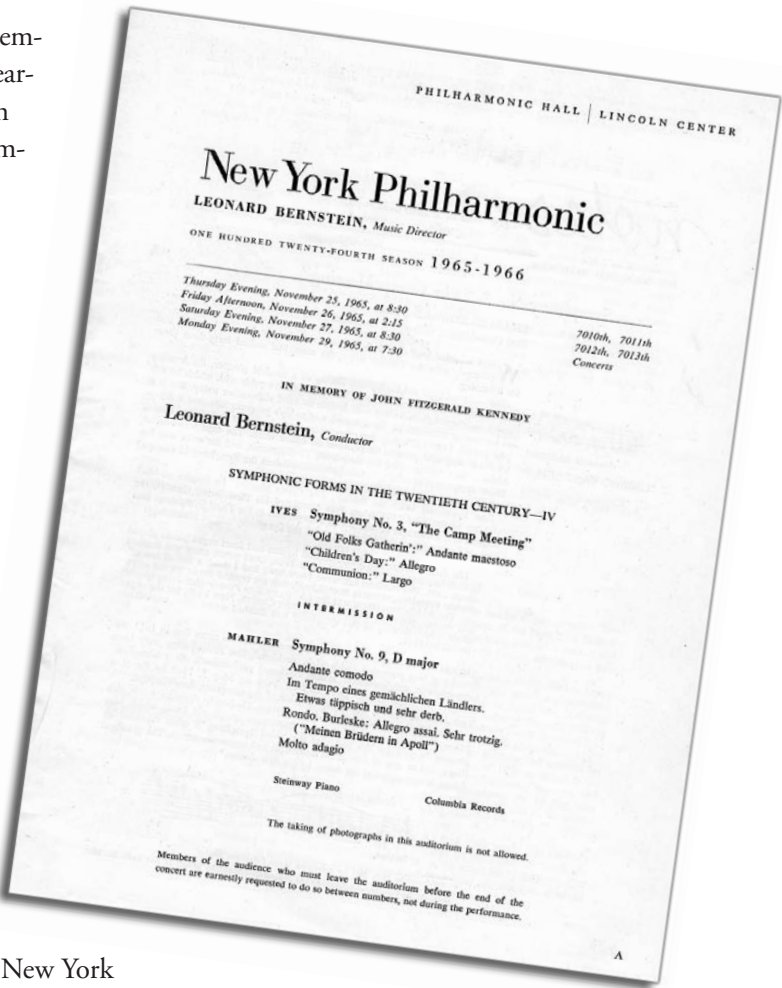 em-
ear-
n
m-
PHILHARMONIC HALL | LINCOLN CENTER
New York Philharmonic
LEONARD BERNSTEIN, Music Director
ONE HUNDRED TWENTY-FOURTH SEASON 1965-1966
Thursday Evening, November 25, 1965, at 8:30
Friday Afternoon, November 26, 1965, at 2:15
Saturday Evening, November 27, 1965, at 8:30
Monday Evening, November 29, 1965, at 7:30
7010th, 7011th
7012th, 7013th
Concerts
IN MEMORY OF JOHN FITZGERALD KENNEDY
Leonard Bernstein, Conductor
SYMPHONIC FORMS IN THE TWENTIETH CENTURY—IV
IVES Symphony No. 3, "The Camp Meeting"
"Old Folks Gatherin':" Andante maestoso
"Children's Day:" Allegro
"Communion:" Largo
INTERMISSION
MAHLER Symphony No. 9, D major
Andante comodo
Im Tempo eines gemächlichen Ländlers.
Etwas täppisch und sehr derb.
Rondo. Burleske: Allegro assai. Sehr trotzig.
("Meinen Brüdern in Apoll")
Molto adagio
Steinway Piano
Columbia Records
The taking of photographs in this auditorium is not allowed.
Members of the audience who must leave the auditorium before the end of the
concert are earnestly requested to do so between numbers, not during the performance.
A
New York